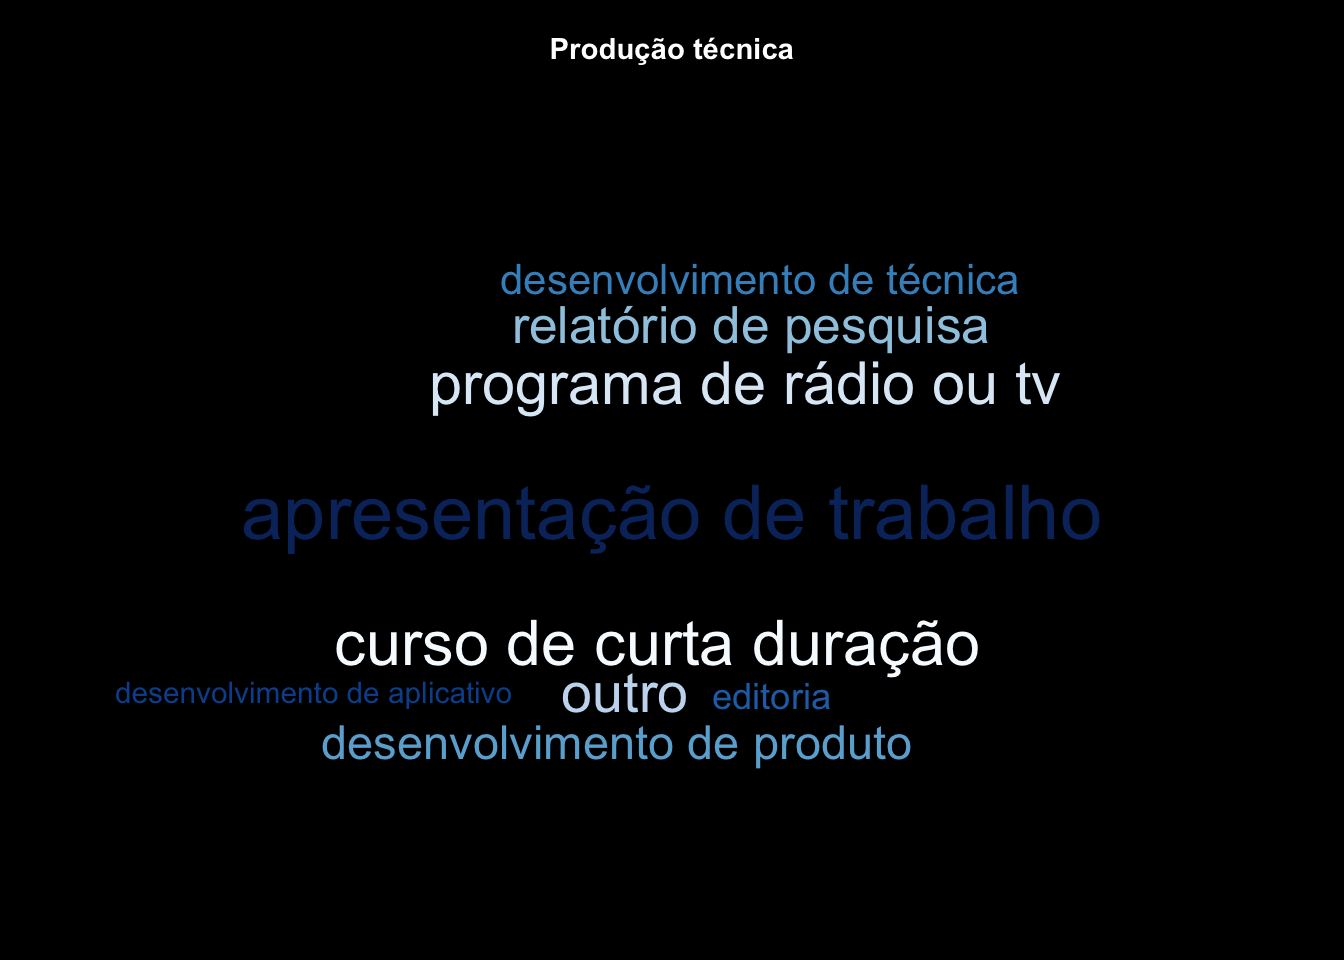 Produção técnica
desenvolvimento de técnica
relatório de pesquisa
programa de rádio ou tv
apresentação de trabalho
curso de curta duração
desenvolvimento de aplicativo outro editoria
desenvolvimento de produto